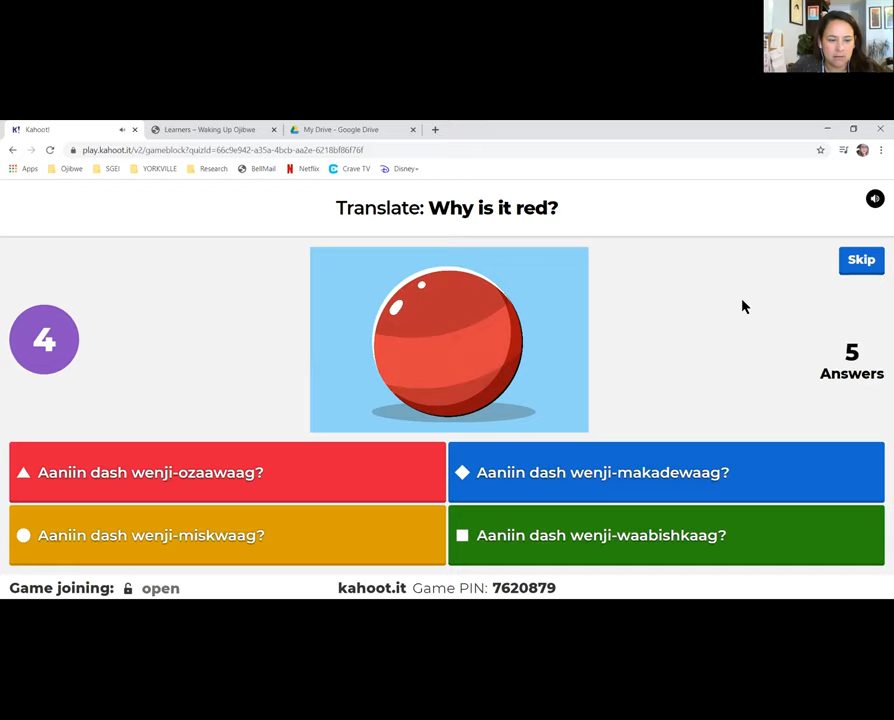 K! Kahoot!
Learners – Waking Up Ojibwe
My Drive - Google Drive
play.kahoot.it/v2/gameblock?quizId=66c9e942-a35a-4bcb-aa2e-6218bf86f76f
Apps Ojibwe SGEI YORKVILLE Research BellMail Netflix Crave TV Disney+
Translate: Why is it red?
Skip
4
5
Answers
Aaniin dash wenji-ozaawaag?
Aaniin dash wenji-makadewaag?
Aaniin dash wenji-miskwaag?
Aaniin dash wenji-waabishkaag?
Game joining: open
kahoot.it Game PIN: 7620879